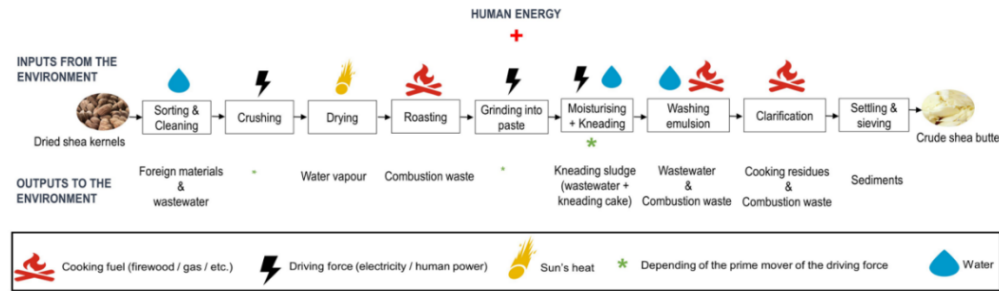 HUMAN ENERGY
+
INPUTS FROM THE
ENVIRONMENT
Dried shea kernels
Sorting &
Cleaning
Crushing
Drying
Roasting
Grinding into
paste
Moisturising
+ Kneading
Washing
emulsion
Clarification
Settling &
sieving
Crude shea butte
*
OUTPUTS TO THE
ENVIRONMENT
Foreign materials
&
wastewater
*
Water vapour
Combustion waste
*
Kneading sludge
(wastewater +
kneading cake)
Wastewater
&
Combustion waste
Cooking residues
&
Combustion waste
Sediments
Cooking fuel (firewood / gas / etc.)
Driving force (electricity / human power)
Sun's heat
* Depending of the prime mover of the driving force
Water